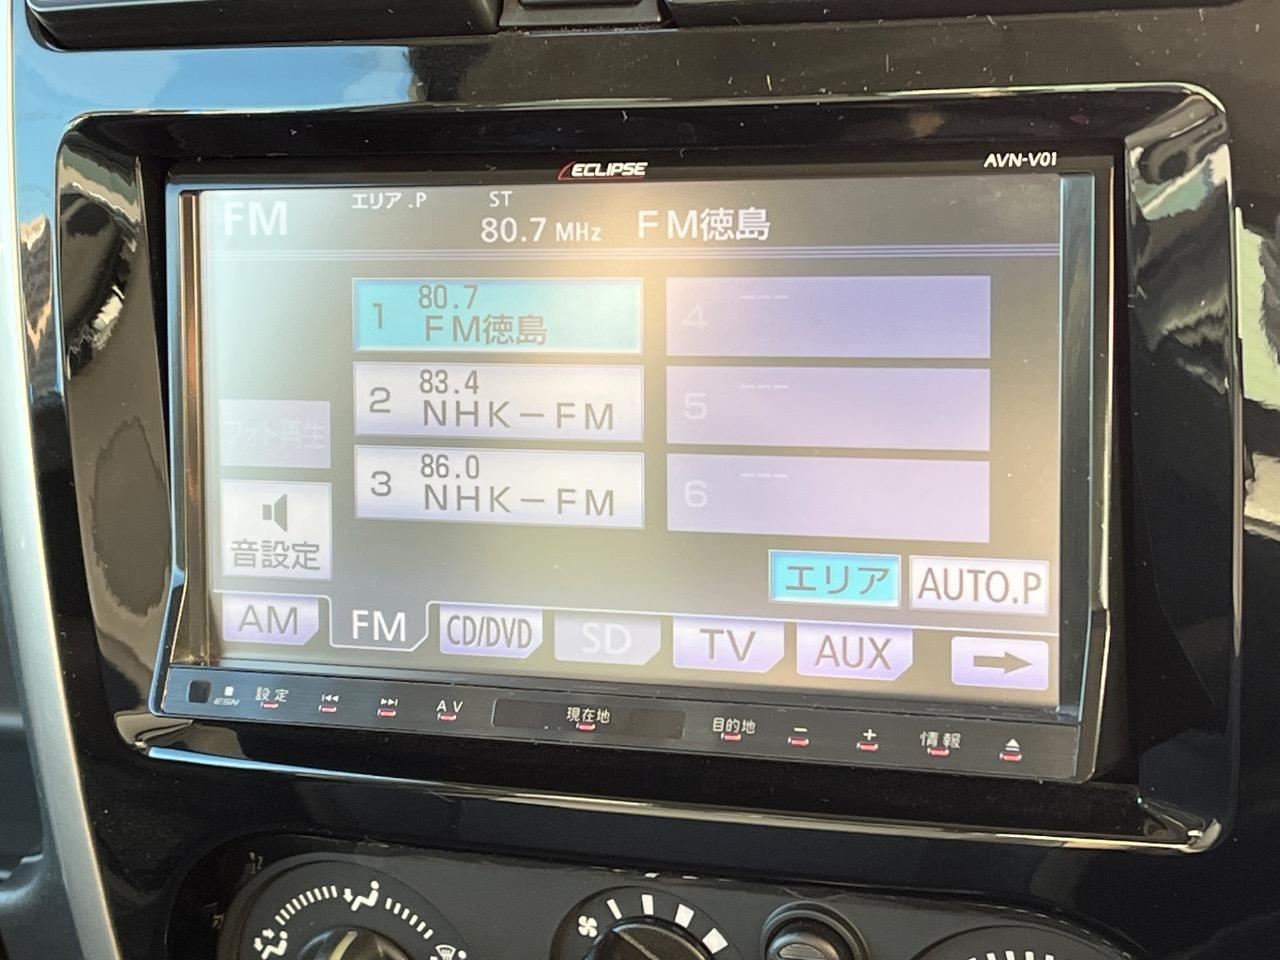 ECLIPSE
AVN-V01
FM
エリア.P
ST
80.7 MHz
FM徳島
1 80.7
FM徳島
2 83.4
NHK-FM
3 86.0
NHK-FM
4 ---
5 ---
6 ---
フォト再生
音設定
エリア
AUTO.P
AM
FM
CD/DVD
SD
TV
AUX
ESN
設定
AV
現在地
目的地
−
+
情報